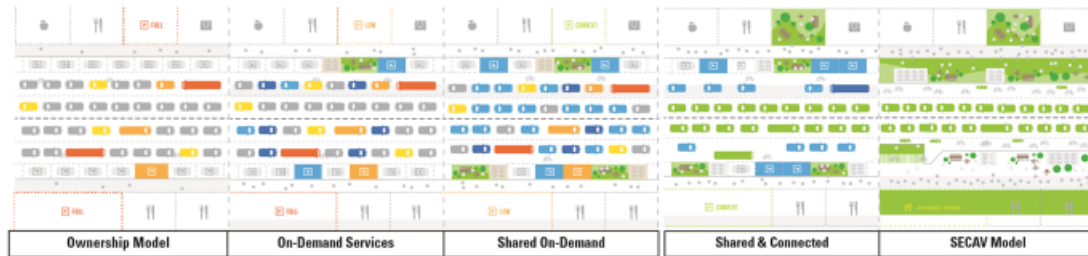 P FULL
P LOW
P CONVERT
P FULL
P FULL
P LOW
P CONVERT
Ownership Model
On-Demand Services
Shared On-Demand
Shared & Connected
SECAV Model